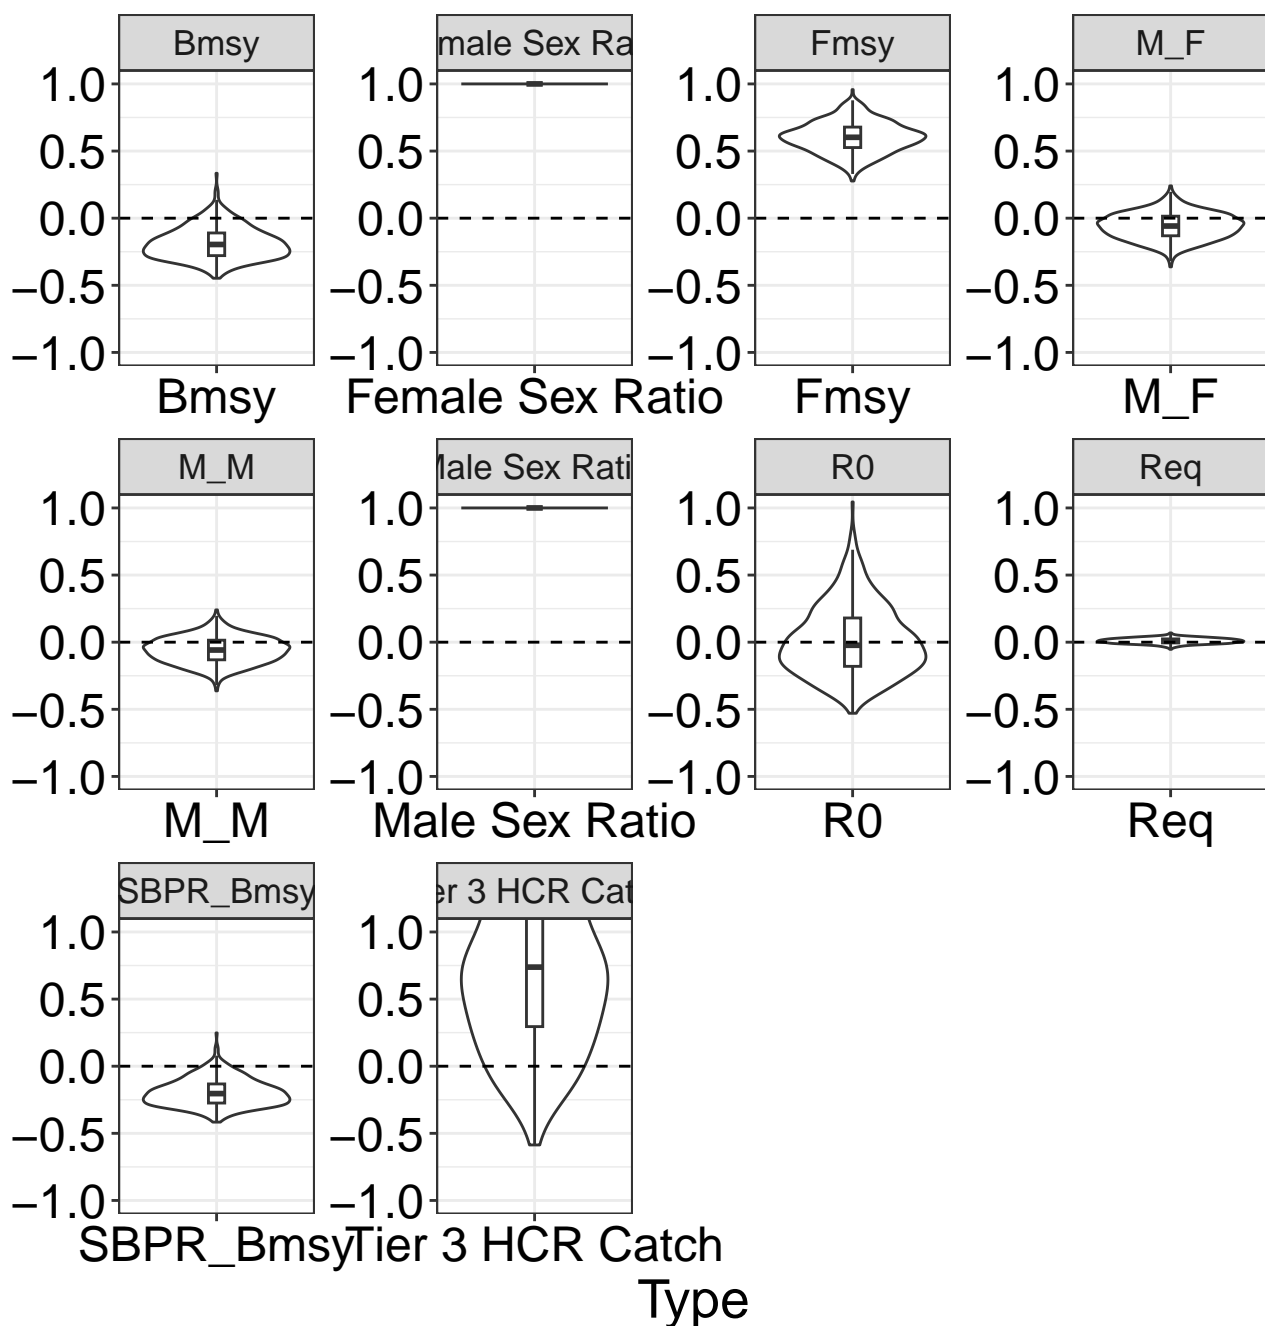 Bmsy male Sex Ra Fmsy M_F
1.0 1.0 1.0 1.0
0.5 0.5 0.5 0.5
0.0 0.0 0.0 0.0
−0.5 −0.5 −0.5 −0.5
−1.0 −1.0 −1.0 −1.0
Bmsy Female Sex Ratio Fmsy M_F
M_M Male Sex Rati R0 Req
1.0 1.0 1.0 1.0
0.5 0.5 0.5 0.5
0.0 0.0 0.0 0.0
−0.5 −0.5 −0.5 −0.5
−1.0 −1.0 −1.0 −1.0
M_M Male Sex Ratio R0 Req
SBPR_Bmsy er 3 HCR Cat
1.0 1.0
0.5 0.5
0.0 0.0
−0.5 −0.5
−1.0 −1.0
SBPR_Bmsy Tier 3 HCR Catch
Type